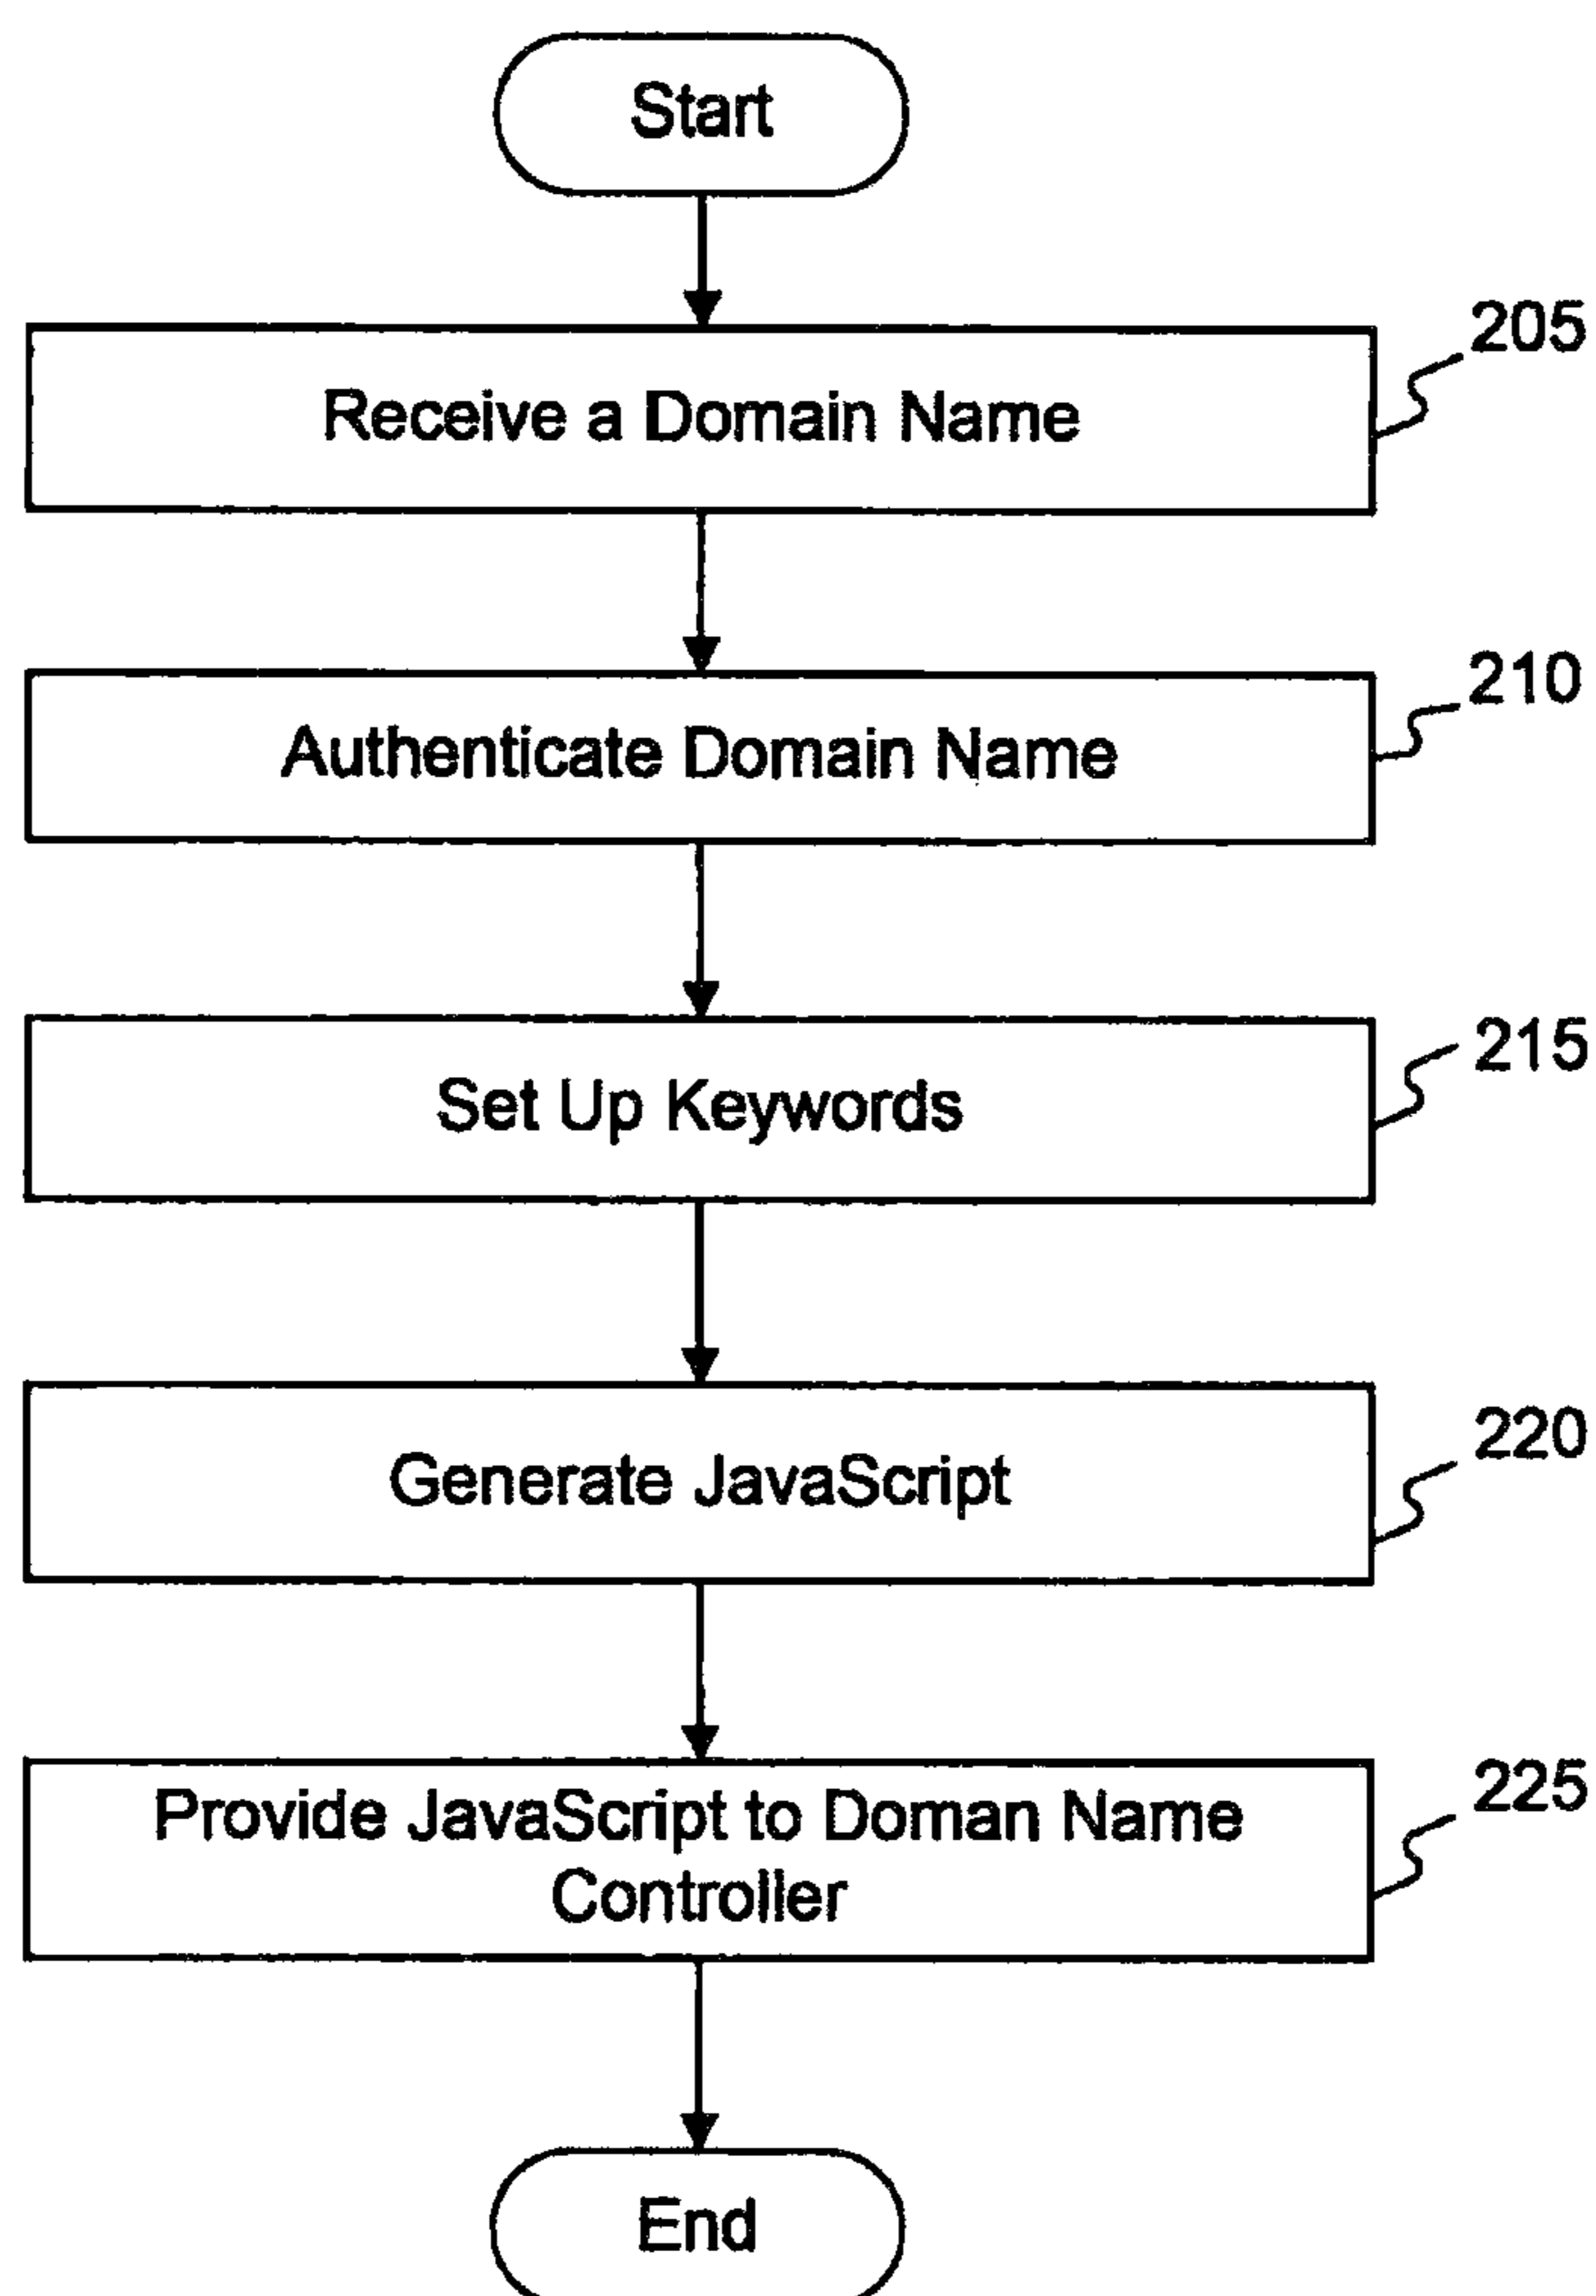 Start
205
Receive a Domain Name
210
Authenticate Domain Name
215
Set Up Keywords
220
Generate JavaScript
225
Provide JavaScript to Doman Name
Controller
End